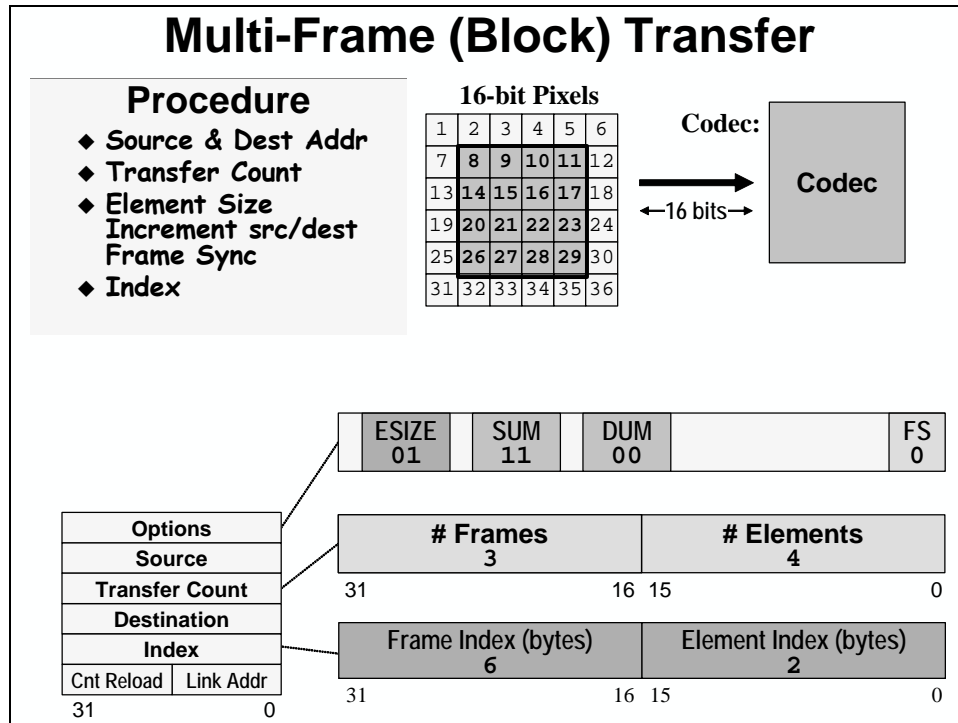 Multi-Frame (Block) Transfer
Procedure
◆ Source & Dest Addr
◆ Transfer Count
◆ Element Size
Increment src/dest
Frame Sync
◆ Index
16-bit Pixels
1 2 3 4 5 6
7 8 9 10 11 12
13 14 15 16 17 18
19 20 21 22 23 24
25 26 27 28 29 30
31 32 33 34 35 36
Codec:
16 bits
Codec
ESIZE SUM DUM FS
01 11 00 0
Options
Source
Transfer Count
Destination
Index
Cnt Reload Link Addr
31 0
# Frames # Elements
3 4
31 16 15 0
Frame Index (bytes) Element Index (bytes)
6 2
31 16 15 0